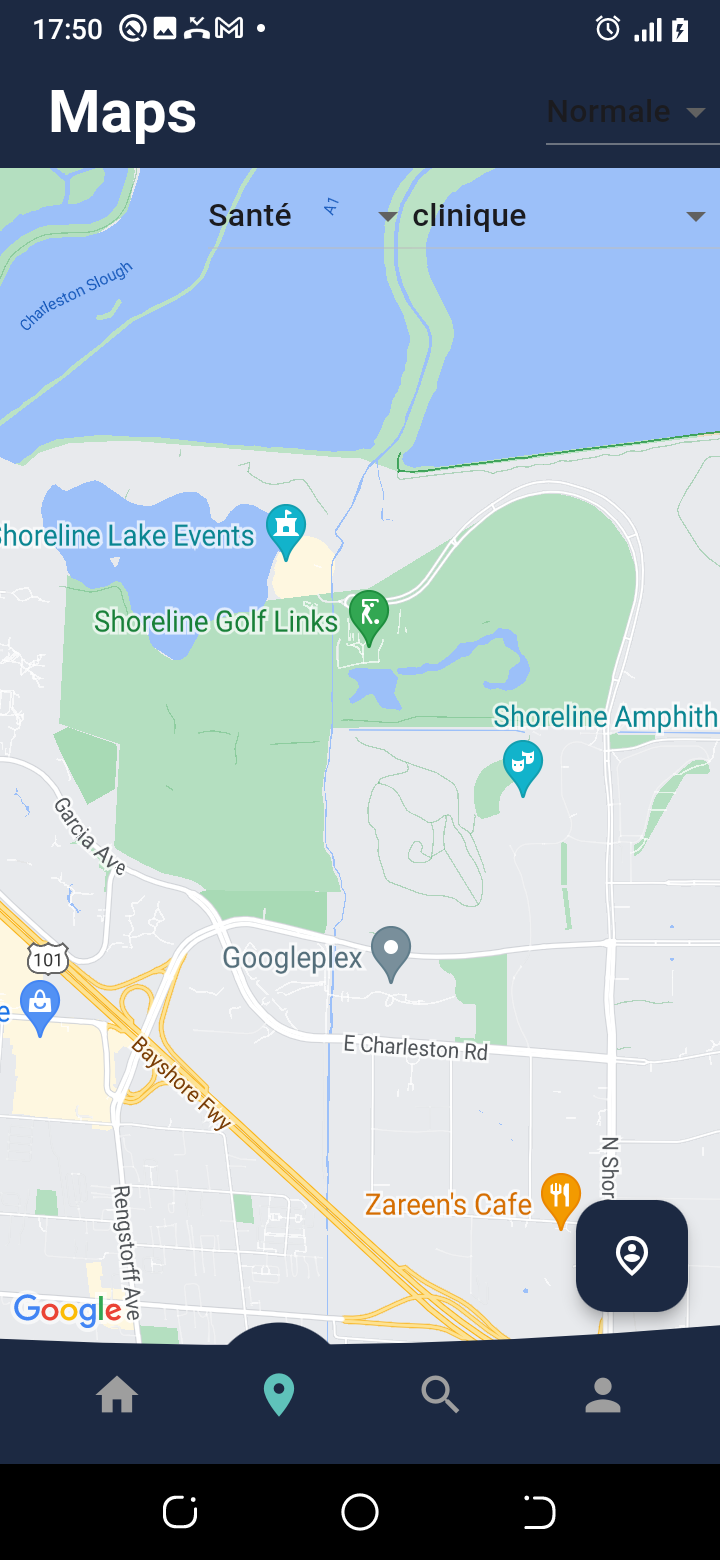 17:50
Maps
Normale
Santé
clinique
A1
Charleston Slough
Shoreline Lake Events
Shoreline Golf Links
Shoreline Amphith
Garcia Ave
101
Googleplex
e
E Charleston Rd
Bayshore Fwy
N Shor
Zareen's Cafe
Rengstorff Ave
Google